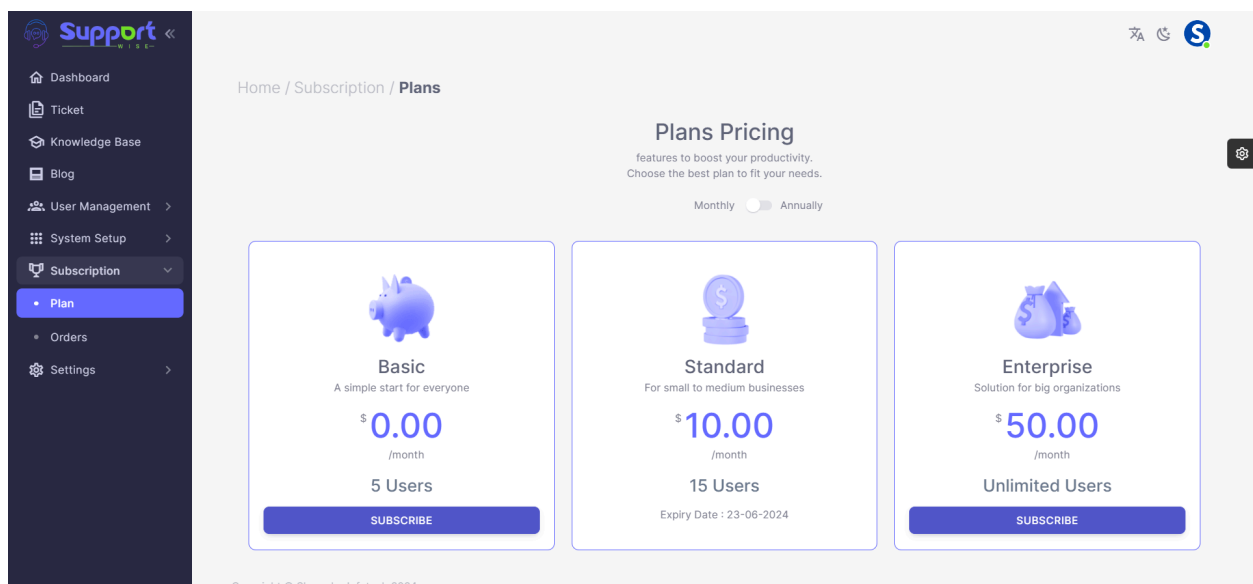 Support
WISE
Dashboard
Ticket
Knowledge Base
Blog
User Management
System Setup
Subscription
Plan
Orders
Settings
Home / Subscription / Plans
Plans Pricing
features to boost your productivity.
Choose the best plan to fit your needs.
Monthly Annually
Basic
A simple start for everyone
$0.00
/month
5 Users
SUBSCRIBE
Standard
For small to medium businesses
$10.00
/month
15 Users
Expiry Date : 23-06-2024
Enterprise
Solution for big organizations
$50.00
/month
Unlimited Users
SUBSCRIBE